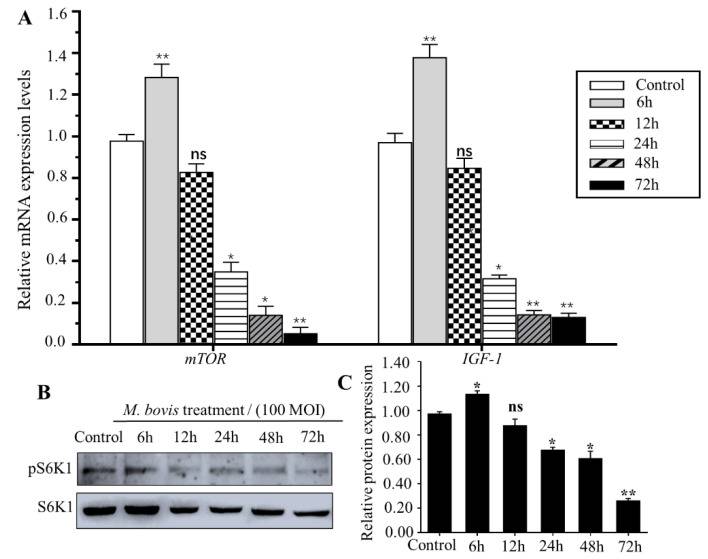 A
Relative mRNA expression levels
1.6
1.4
1.2
1.0
0.8
0.6
0.4
0.2
0.0
**
ns
*
*
**
**
ns
*
**
**
mTOR
IGF-1
Control
6h
12h
24h
48h
72h
B
M. bovis treatment / (100 MOI)
Control 6h 12h 24h 48h 72h
pS6K1
S6K1
C
Relative protein expression
1.40
1.20
1.00
0.80
0.60
0.40
0.20
0.00
*
ns
*
*
**
Control 6h 12h 24h 48h 72h